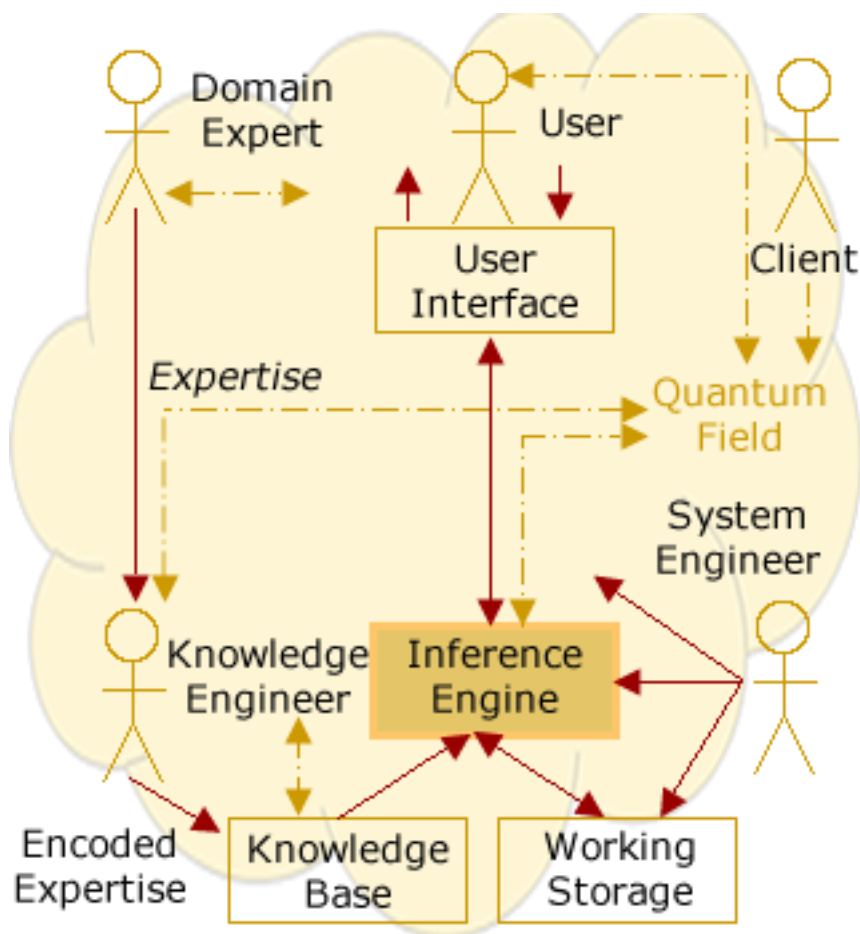 Domain
Expert
User
User
Interface
Client
Expertise
Quantum
Field
System
Engineer
Knowledge
Engineer
Inference
Engine
Encoded
Expertise
Knowledge
Base
Working
Storage